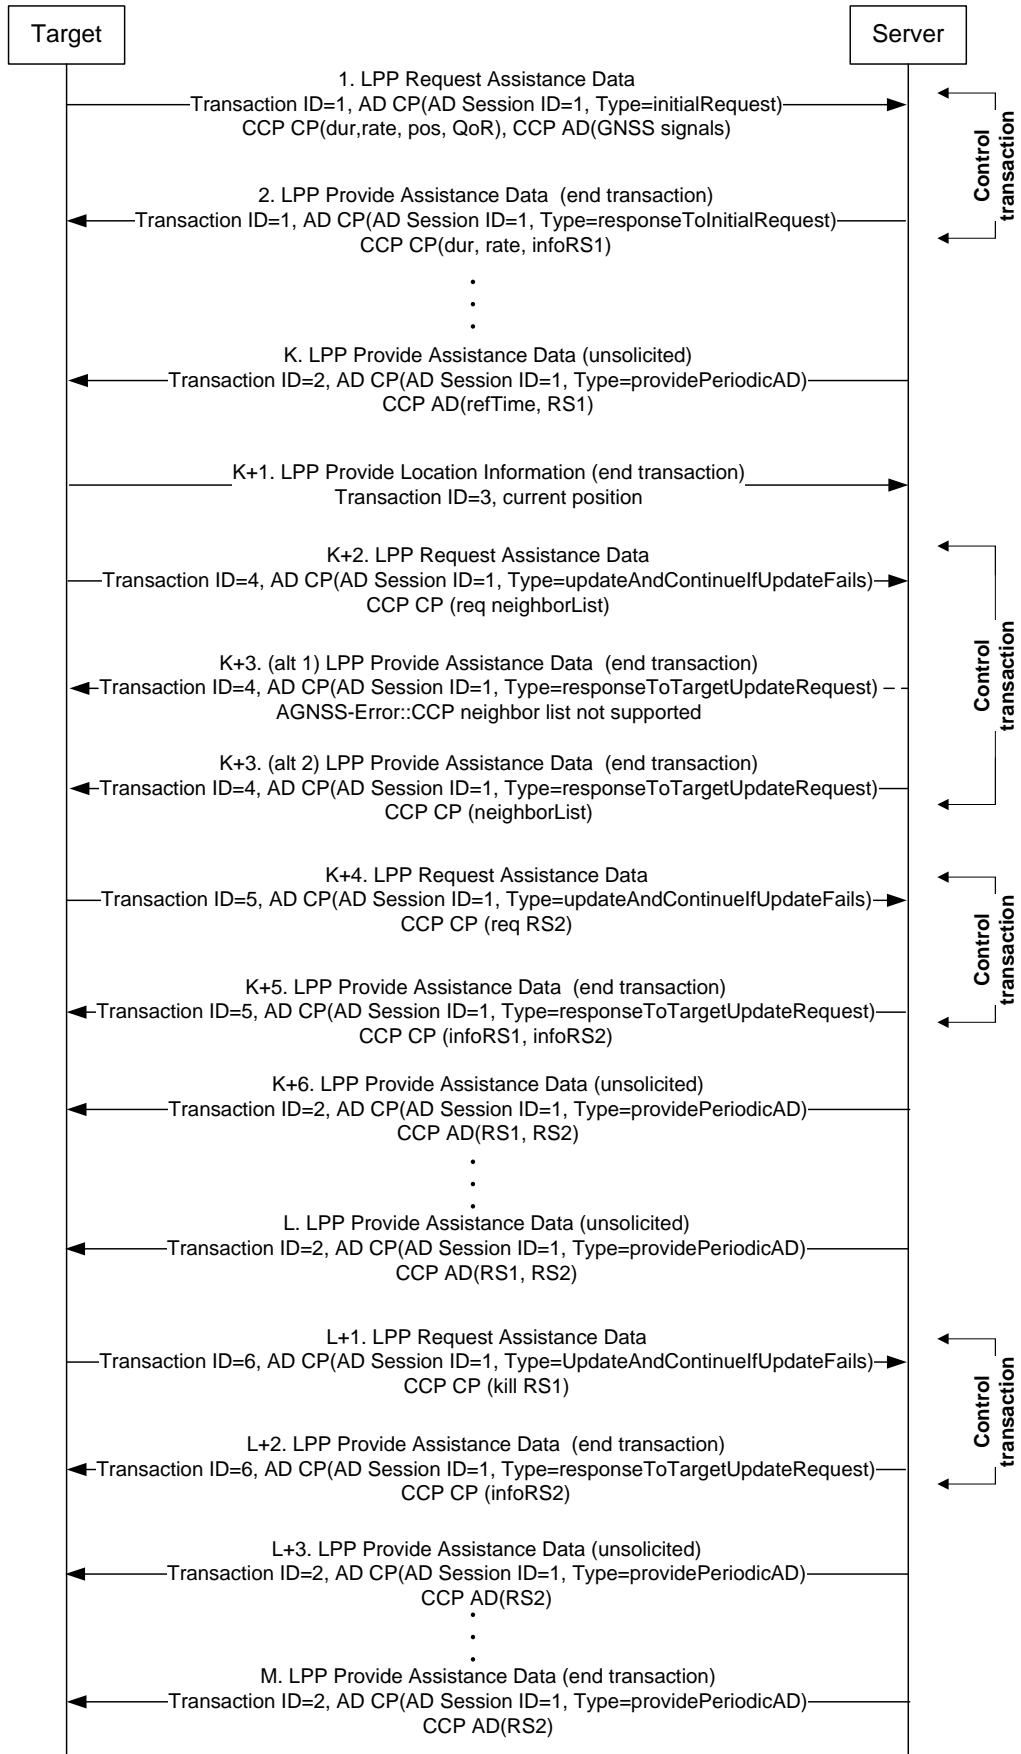 Target
Server
1. LPP Request Assistance Data
Transaction ID=1, AD CP(AD Session ID=1, Type=initialRequest)
CCP CP(dur,rate, pos, QoR), CCP AD(GNSS signals)
Control
transaction
2. LPP Provide Assistance Data  (end transaction)
Transaction ID=1, AD CP(AD Session ID=1, Type=responseToInitialRequest)
CCP CP(dur, rate, infoRS1)
K. LPP Provide Assistance Data (unsolicited)
Transaction ID=2, AD CP(AD Session ID=1, Type=providePeriodicAD)
CCP AD(refTime, RS1)
K+1. LPP Provide Location Information (end transaction)
Transaction ID=3, current position
K+2. LPP Request Assistance Data
Transaction ID=4, AD CP(AD Session ID=1, Type=updateAndContinueIfUpdateFails)
CCP CP (req neighborList)
K+3. (alt 1) LPP Provide Assistance Data  (end transaction)
Transaction ID=4, AD CP(AD Session ID=1, Type=responseToTargetUpdateRequest)
AGNSS-Error::CCP neighbor list not supported
Control
transaction
K+3. (alt 2) LPP Provide Assistance Data  (end transaction)
Transaction ID=4, AD CP(AD Session ID=1, Type=responseToTargetUpdateRequest)
CCP CP (neighborList)
K+4. LPP Request Assistance Data
Transaction ID=5, AD CP(AD Session ID=1, Type=updateAndContinueIfUpdateFails)
CCP CP (req RS2)
Control
transaction
K+5. LPP Provide Assistance Data  (end transaction)
Transaction ID=5, AD CP(AD Session ID=1, Type=responseToTargetUpdateRequest)
CCP CP (infoRS1, infoRS2)
K+6. LPP Provide Assistance Data (unsolicited)
Transaction ID=2, AD CP(AD Session ID=1, Type=providePeriodicAD)
CCP AD(RS1, RS2)
L. LPP Provide Assistance Data (unsolicited)
Transaction ID=2, AD CP(AD Session ID=1, Type=providePeriodicAD)
CCP AD(RS1, RS2)
L+1. LPP Request Assistance Data
Transaction ID=6, AD CP(AD Session ID=1, Type=UpdateAndContinueIfUpdateFails)
CCP CP (kill RS1)
Control
transaction
L+2. LPP Provide Assistance Data  (end transaction)
Transaction ID=6, AD CP(AD Session ID=1, Type=responseToTargetUpdateRequest)
CCP CP (infoRS2)
L+3. LPP Provide Assistance Data (unsolicited)
Transaction ID=2, AD CP(AD Session ID=1, Type=providePeriodicAD)
CCP AD(RS2)
M. LPP Provide Assistance Data (end transaction)
Transaction ID=2, AD CP(AD Session ID=1, Type=providePeriodicAD)
CCP AD(RS2)